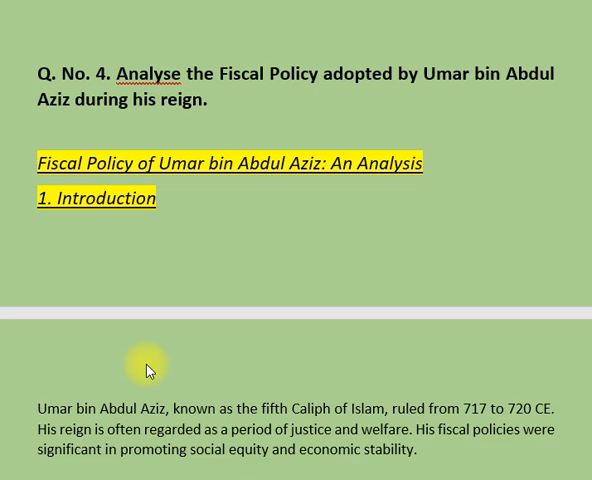 Q. No. 4. Analyse the Fiscal Policy adopted by Umar bin Abdul
Aziz during his reign.
Fiscal Policy of Umar bin Abdul Aziz: An Analysis
1. Introduction
Umar bin Abdul Aziz, known as the fifth Caliph of Islam, ruled from 717 to 720 CE.
His reign is often regarded as a period of justice and welfare. His fiscal policies were
significant in promoting social equity and economic stability.